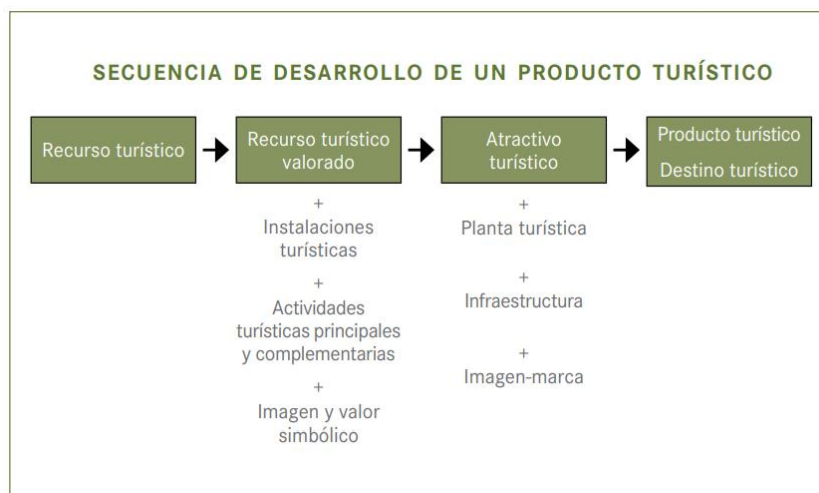 SECUENCIA DE DESARROLLO DE UN PRODUCTO TURÍSTICO
Recurso turístico
Recurso turístico
valorado
Atractivo
turístico
Producto turístico
Destino turístico
+
Instalaciones
turísticas
+
Actividades
turísticas principales
y complementarias
+
Imagen y valor
simbólico
+
Planta turística
+
Infraestructura
+
Imagen-marca